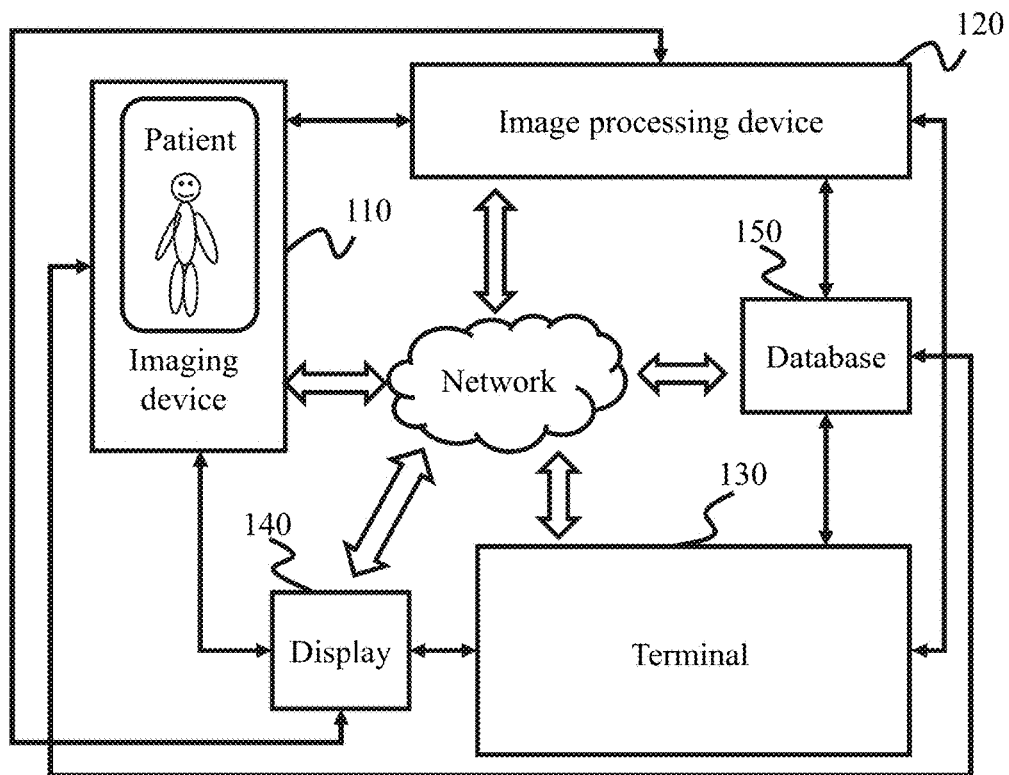 120
Image processing device
Patient
110
150
Imaging
device
Network
Database
130
140
Display
Terminal